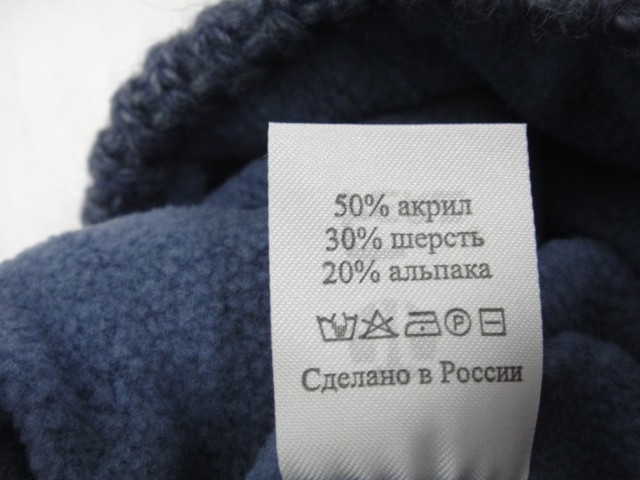 50% акрил
30% шерсть
20% альпака
P
Сделано в России